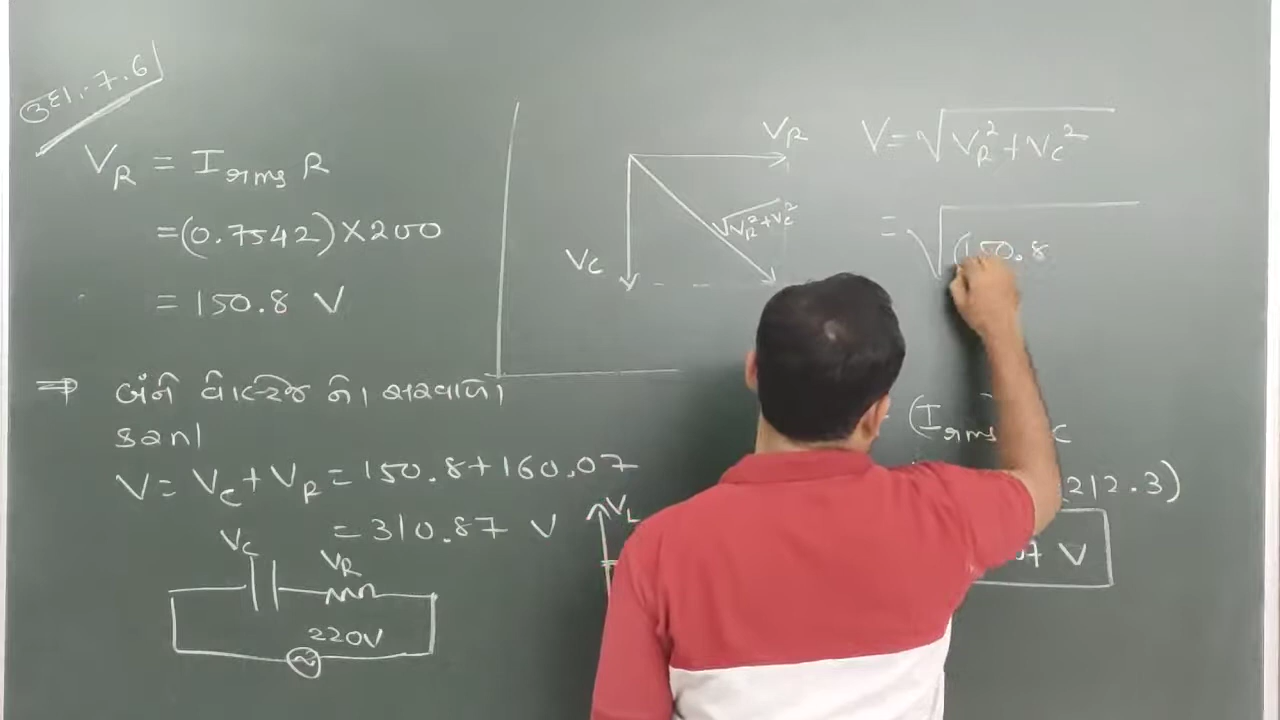 ઉદા.-7.6
V_R = I_rms R
=(0.7542)×200
= 150.8 V
⇒ બંને વોલ્ટેજ નો સરવાળો
કરતાં
V = V_C + V_R = 150.8+160.07
= 310.87 V
V_C
V_R
220V
V_R
√V_R²+V_C²
V_C
V_L
V=√V_R²+V_C²
= √(150.8
(I_rms
C
212.3)
V